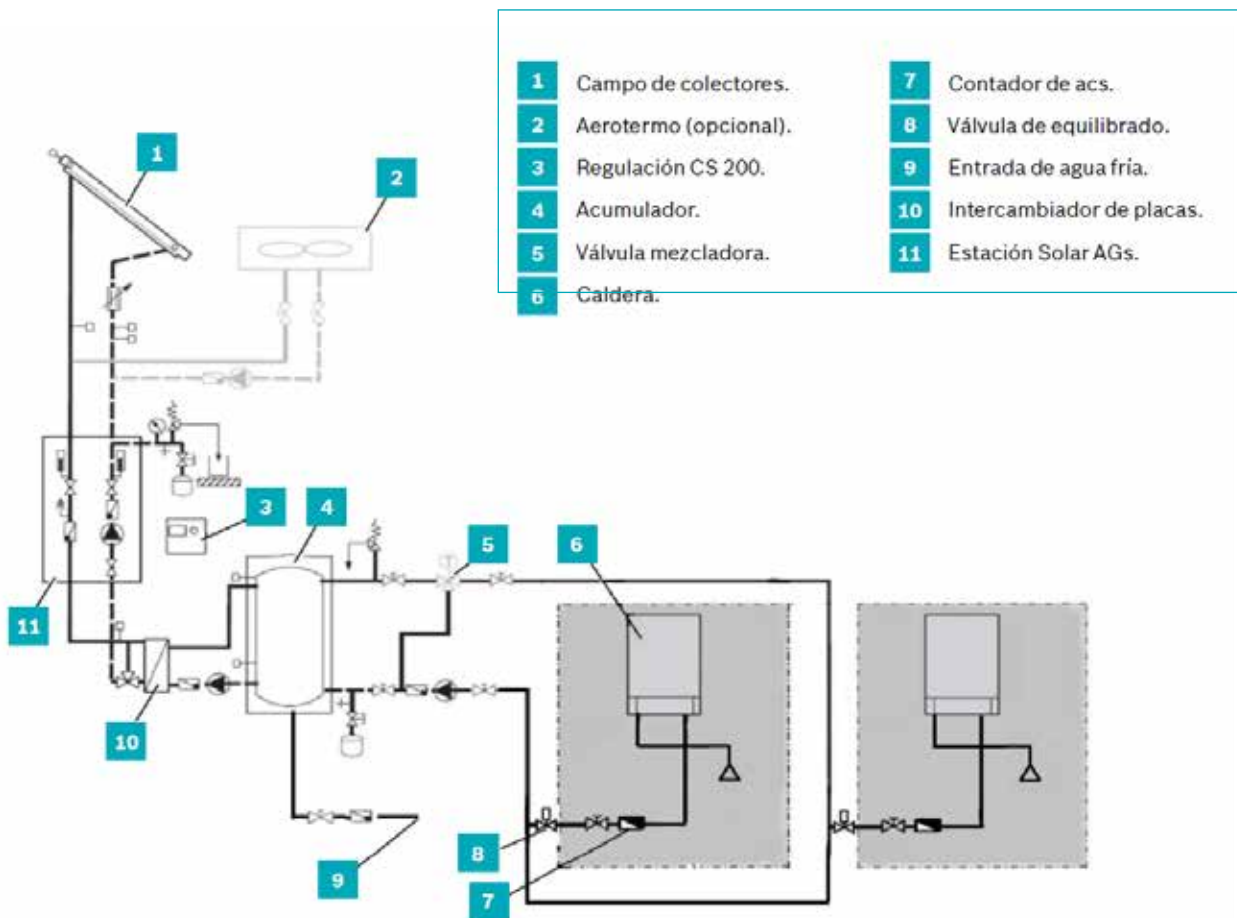 1 Campo de colectores.
2 Aerotermo (opcional).
3 Regulación CS 200.
4 Acumulador.
5 Válvula mezcladora.
6 Caldera.
7 Contador de acs.
8 Válvula de equilibrado.
9 Entrada de agua fría.
10 Intercambiador de placas.
11 Estación Solar AGs.
1
2
3
4
5
6
11
10
9
8
7